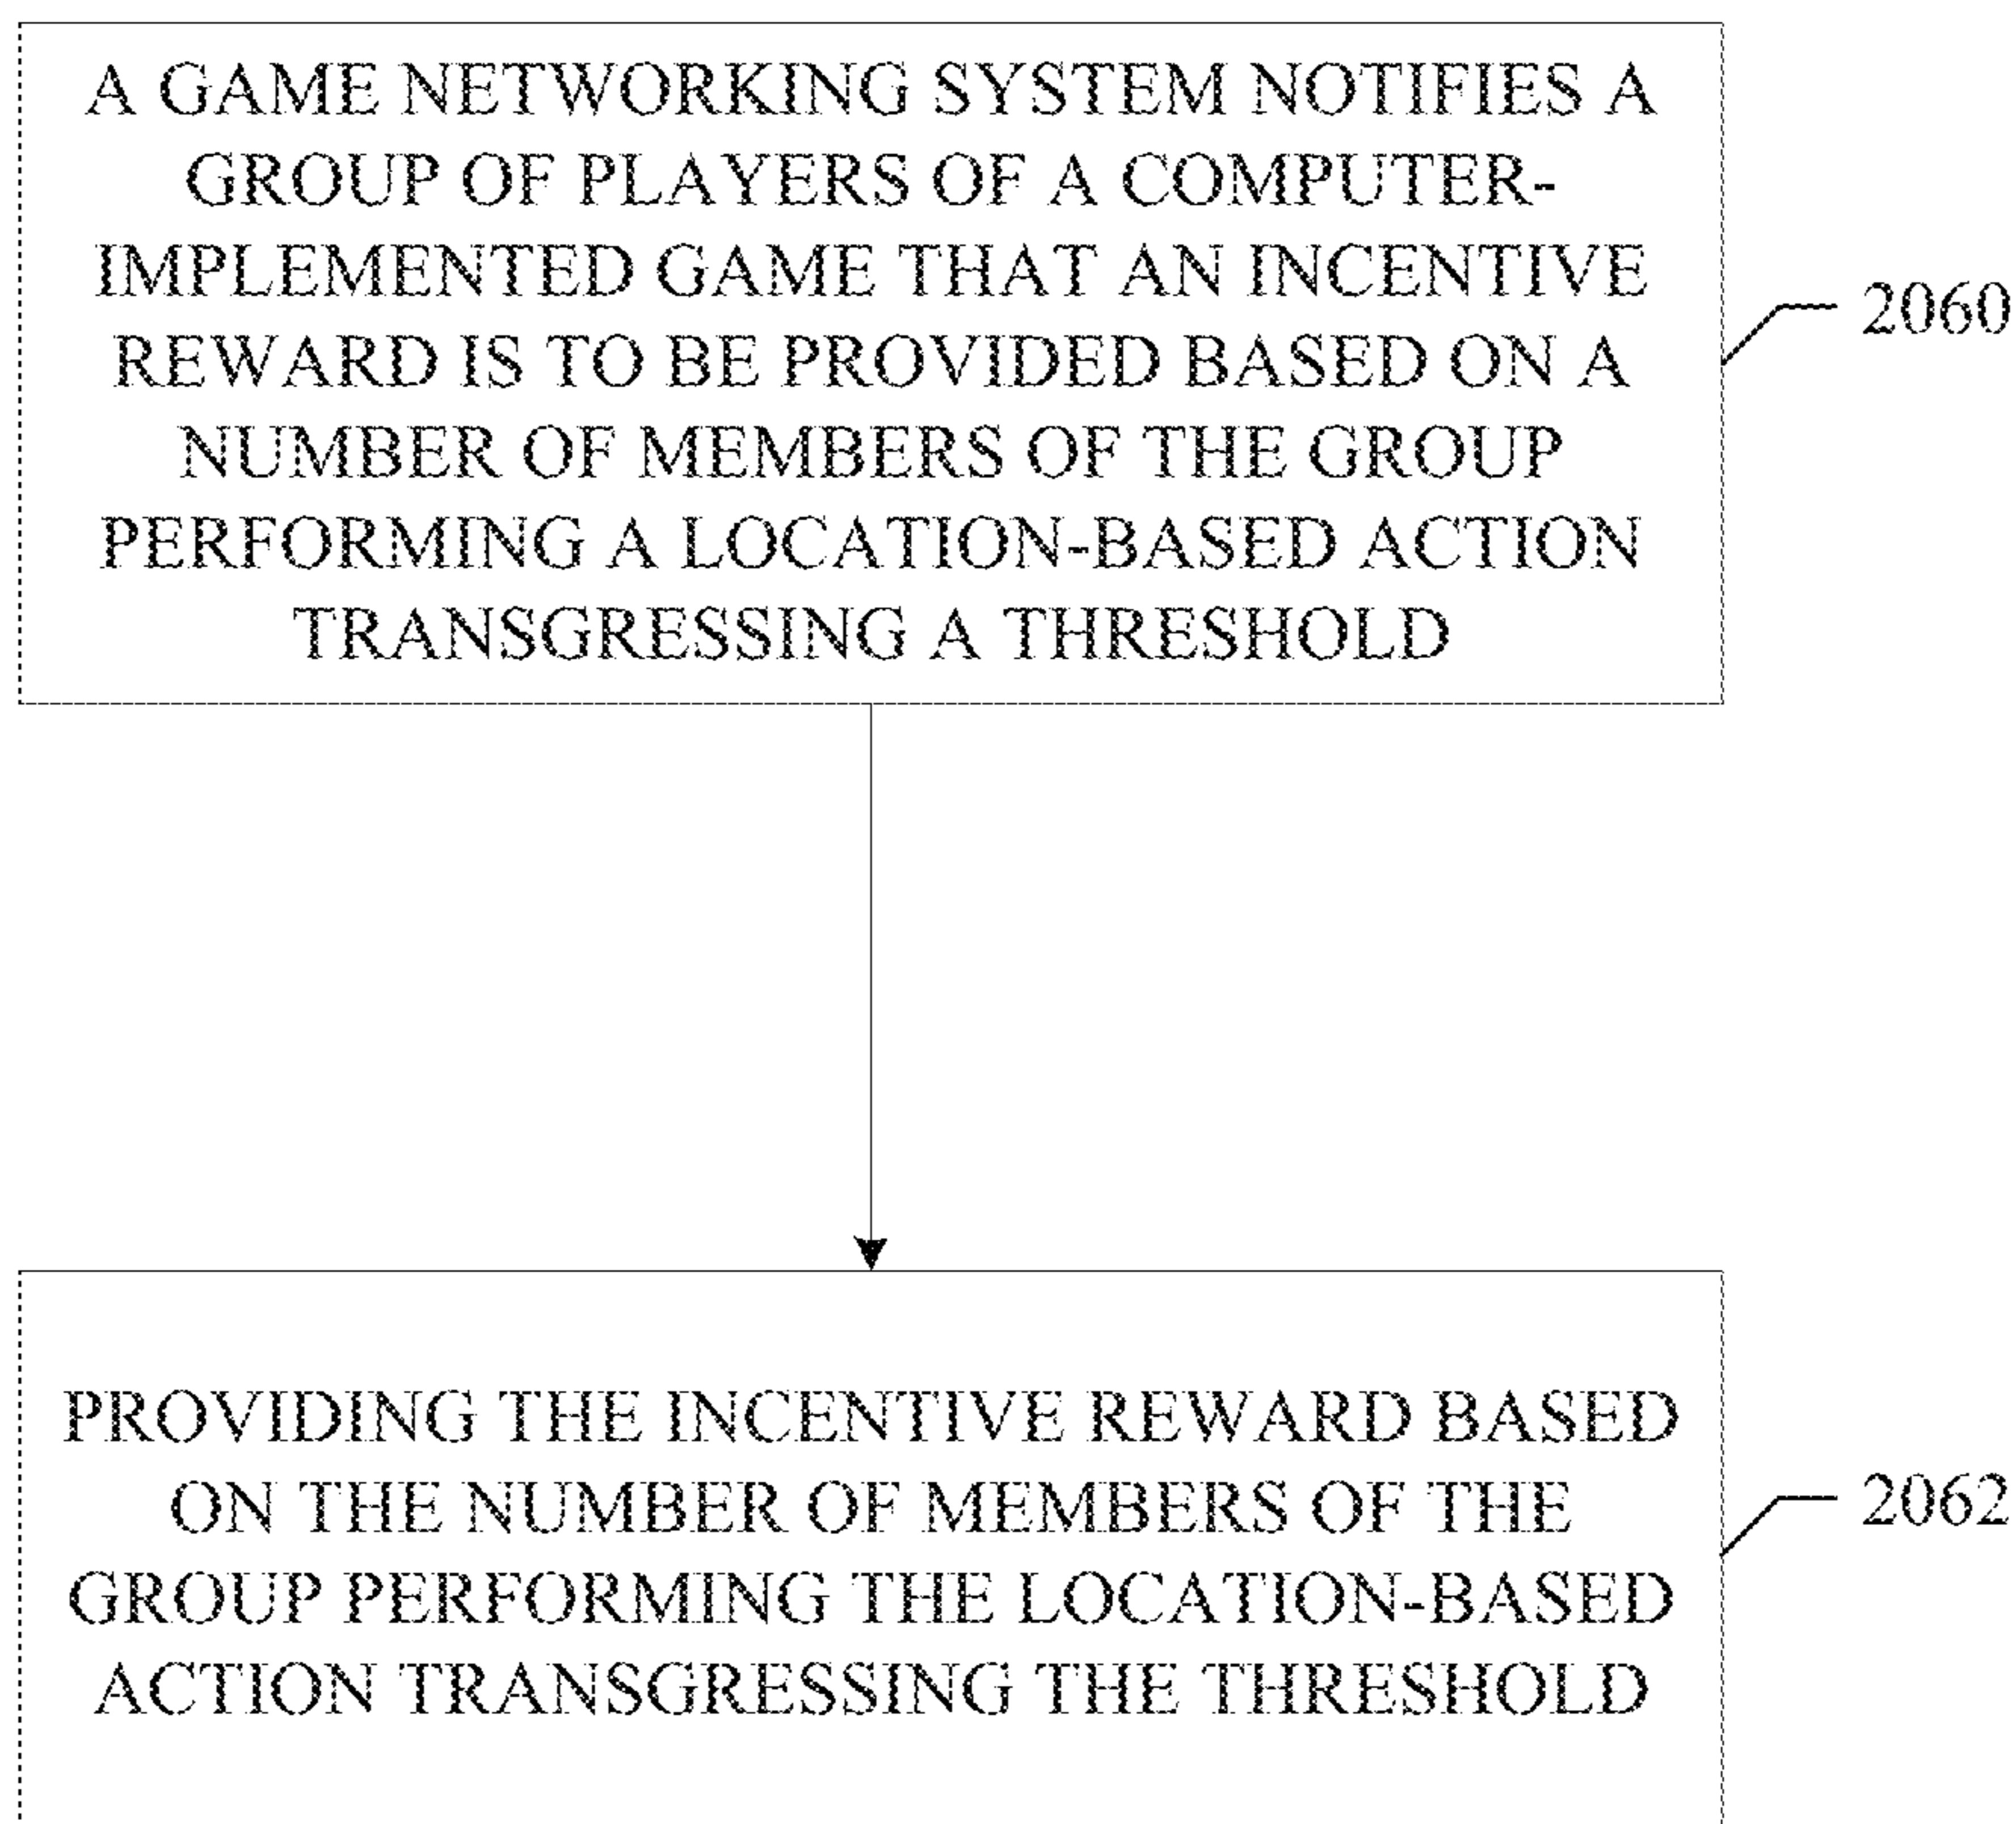 A GAME NETWORKING SYSTEM NOTIFIES A
GROUP OF PLAYERS OF A COMPUTER-
IMPLEMENTED GAME THAT AN INCENTIVE
REWARD IS TO BE PROVIDED BASED ON A
NUMBER OF MEMBERS OF THE GROUP
PERFORMING A LOCATION-BASED ACTION
TRANSGRESSING A THRESHOLD
2060
PROVIDING THE INCENTIVE REWARD BASED
ON THE NUMBER OF MEMBERS OF THE
GROUP PERFORMING THE LOCATION-BASED
ACTION TRANSGRESSING THE THRESHOLD
2062